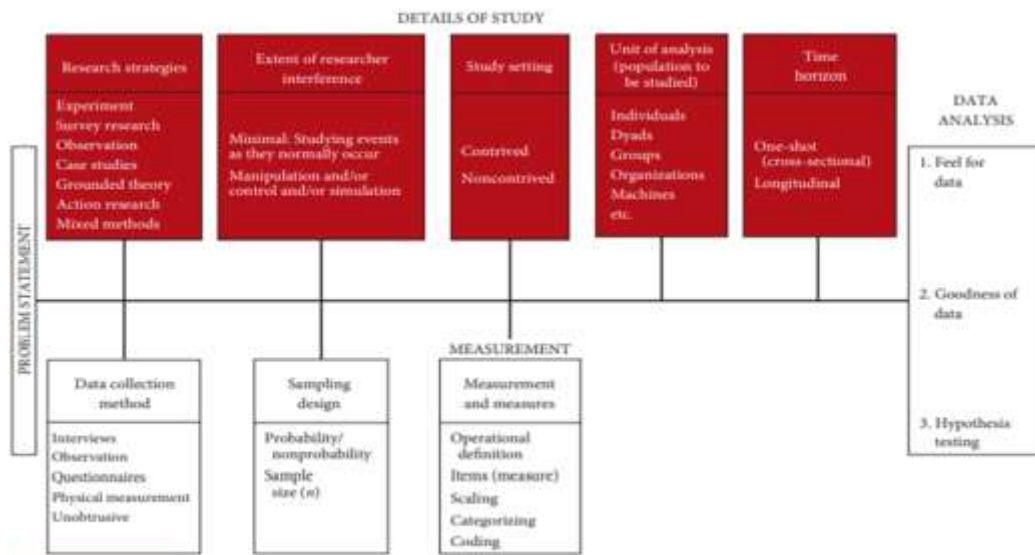 DETAILS OF STUDY
Research strategies
Experiment
Survey research
Observation
Case studies
Grounded theory
Action research
Mixed methods
Extent of researcher
interference
Minimal: Studying events
as they normally occur
Manipulation and/or
control and/or simulation
Study setting
Contrived
Noncontrived
Unit of analysis
(population to
be studied)
Individuals
Dyads
Groups
Organizations
Machines
etc.
Time
horizon
One-shot
(cross-sectional)
Longitudinal
DATA
ANALYSIS
1. Feel for
data
2. Goodness of
data
3. Hypothesis
testing
PROBLEM STATEMENT
Data collection
method
Interviews
Observation
Questionnaires
Physical measurement
Unobtrusive
Sampling
design
Probability/
nonprobability
Sample
size (n)
MEASUREMENT
Measurement
and measures
Operational
definition
Items (measure)
Scaling
Categorizing
Coding